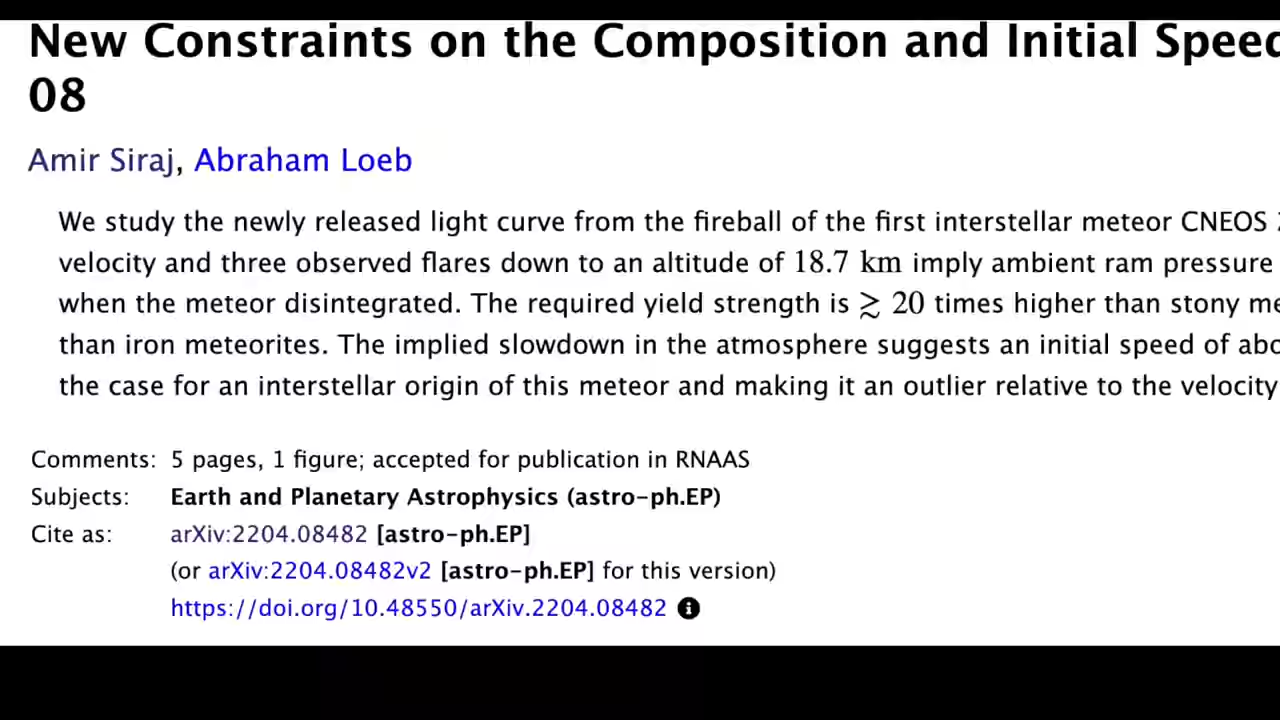 New Constraints on the Composition and Initial Speed
08
Amir Siraj, Abraham Loeb
We study the newly released light curve from the fireball of the first interstellar meteor CNEOS
velocity and three observed flares down to an altitude of 18.7 km imply ambient ram pressure
when the meteor disintegrated. The required yield strength is ≳ 20 times higher than stony me
than iron meteorites. The implied slowdown in the atmosphere suggests an initial speed of abo
the case for an interstellar origin of this meteor and making it an outlier relative to the velocity
Comments: 5 pages, 1 figure; accepted for publication in RNAAS
Subjects: Earth and Planetary Astrophysics (astro-ph.EP)
Cite as: arXiv:2204.08482 [astro-ph.EP]
(or arXiv:2204.08482v2 [astro-ph.EP] for this version)
https://doi.org/10.48550/arXiv.2204.08482